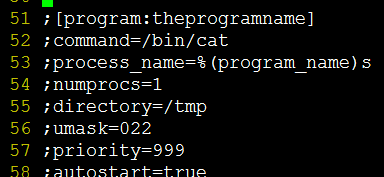 51 ;[program:theprogramname]
52 ;command=/bin/cat
53 ;process_name=%(program_name)s
54 ;numprocs=1
55 ;directory=/tmp
56 ;umask=022
57 ;priority=999
58 ;autostart=true